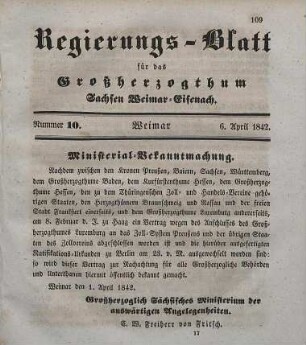 109
Regierungs-Blatt
für das
Großherzogthum
Sachsen Weimar-Eisenach.
Nummer 10. Weimar 6. April 1842.
Ministerial-Bekanntmachung.
Nachdem zwischen den Kronen Preußen, Baiern, Sachsen, Württemberg,
dem Großherzogthume Baden, dem Kurfürstenthume Hessen, dem Großherzog-
thume Hessen, den zu dem Thüringischen Zoll- und Handels-Vereine gehö-
rigen Staaten, den Herzogthümern Braunschweig und Nassau und der freien
Stadt Frankfurt einerseits, und dem Großherzogthume Luxemburg andererseits,
am 8. Februar d. J. im Haag ein Vertrag wegen des Anschlusses des Groß-
herzogthumes Luxemburg an das Zoll-System Preußens und der übrigen Staa-
ten des Zollvereins abgeschlossen worden ist und die hierüber ausgefertigten
Ratifikations-Urkunden zu Berlin am 23. v. M. ausgewechselt worden sind:
so wird dieser Vertrag zur Nachachtung für alle Großherzogliche Behörden
und Unterthanen hiermit öffentlich bekannt gemacht.
Weimar den 1. April 1842.
Großherzoglich Sächsisches Ministerium der
auswärtigen Angelegenheiten.
C. W. Freiherr von Fritsch.
17